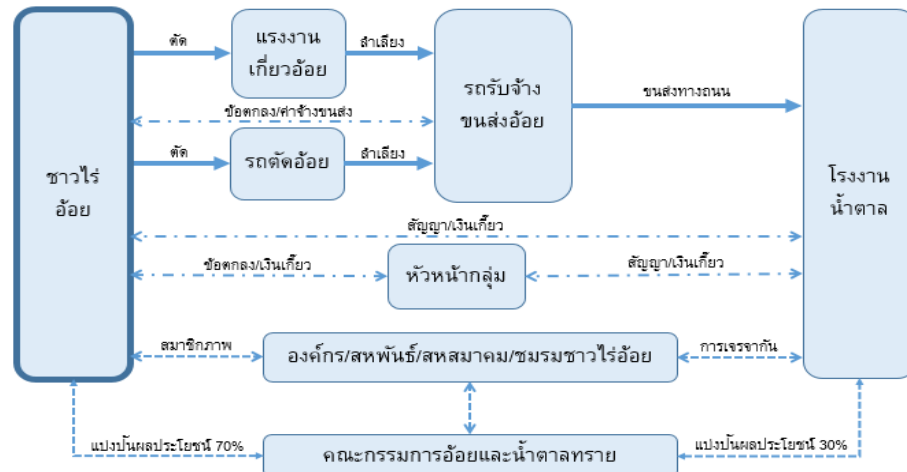 ตัด
แรงงาน
เกี่ยวอ้อย
ลำเลียง
รถรับจ้าง
ขนส่งอ้อย
ขนส่งทางถนน
ข้อตกลง/ค่าจ้างขนส่ง
ชาวไร่
อ้อย
ตัด
รถตัดอ้อย
ลำเลียง
โรงงาน
น้ำตาล
สัญญา/เงินเกี๊ยว
ข้อตกลง/เงินเกี๊ยว
หัวหน้ากลุ่ม
สัญญา/เงินเกี๊ยว
สมาชิกภาพ
องค์กร/สหพันธ์/สหสมาคม/ชมรมชาวไร่อ้อย
การเจรจากัน
แบ่งปันผลประโยชน์ 70%
คณะกรรมการอ้อยและน้ำตาลทราย
แบ่งปันผลประโยชน์ 30%